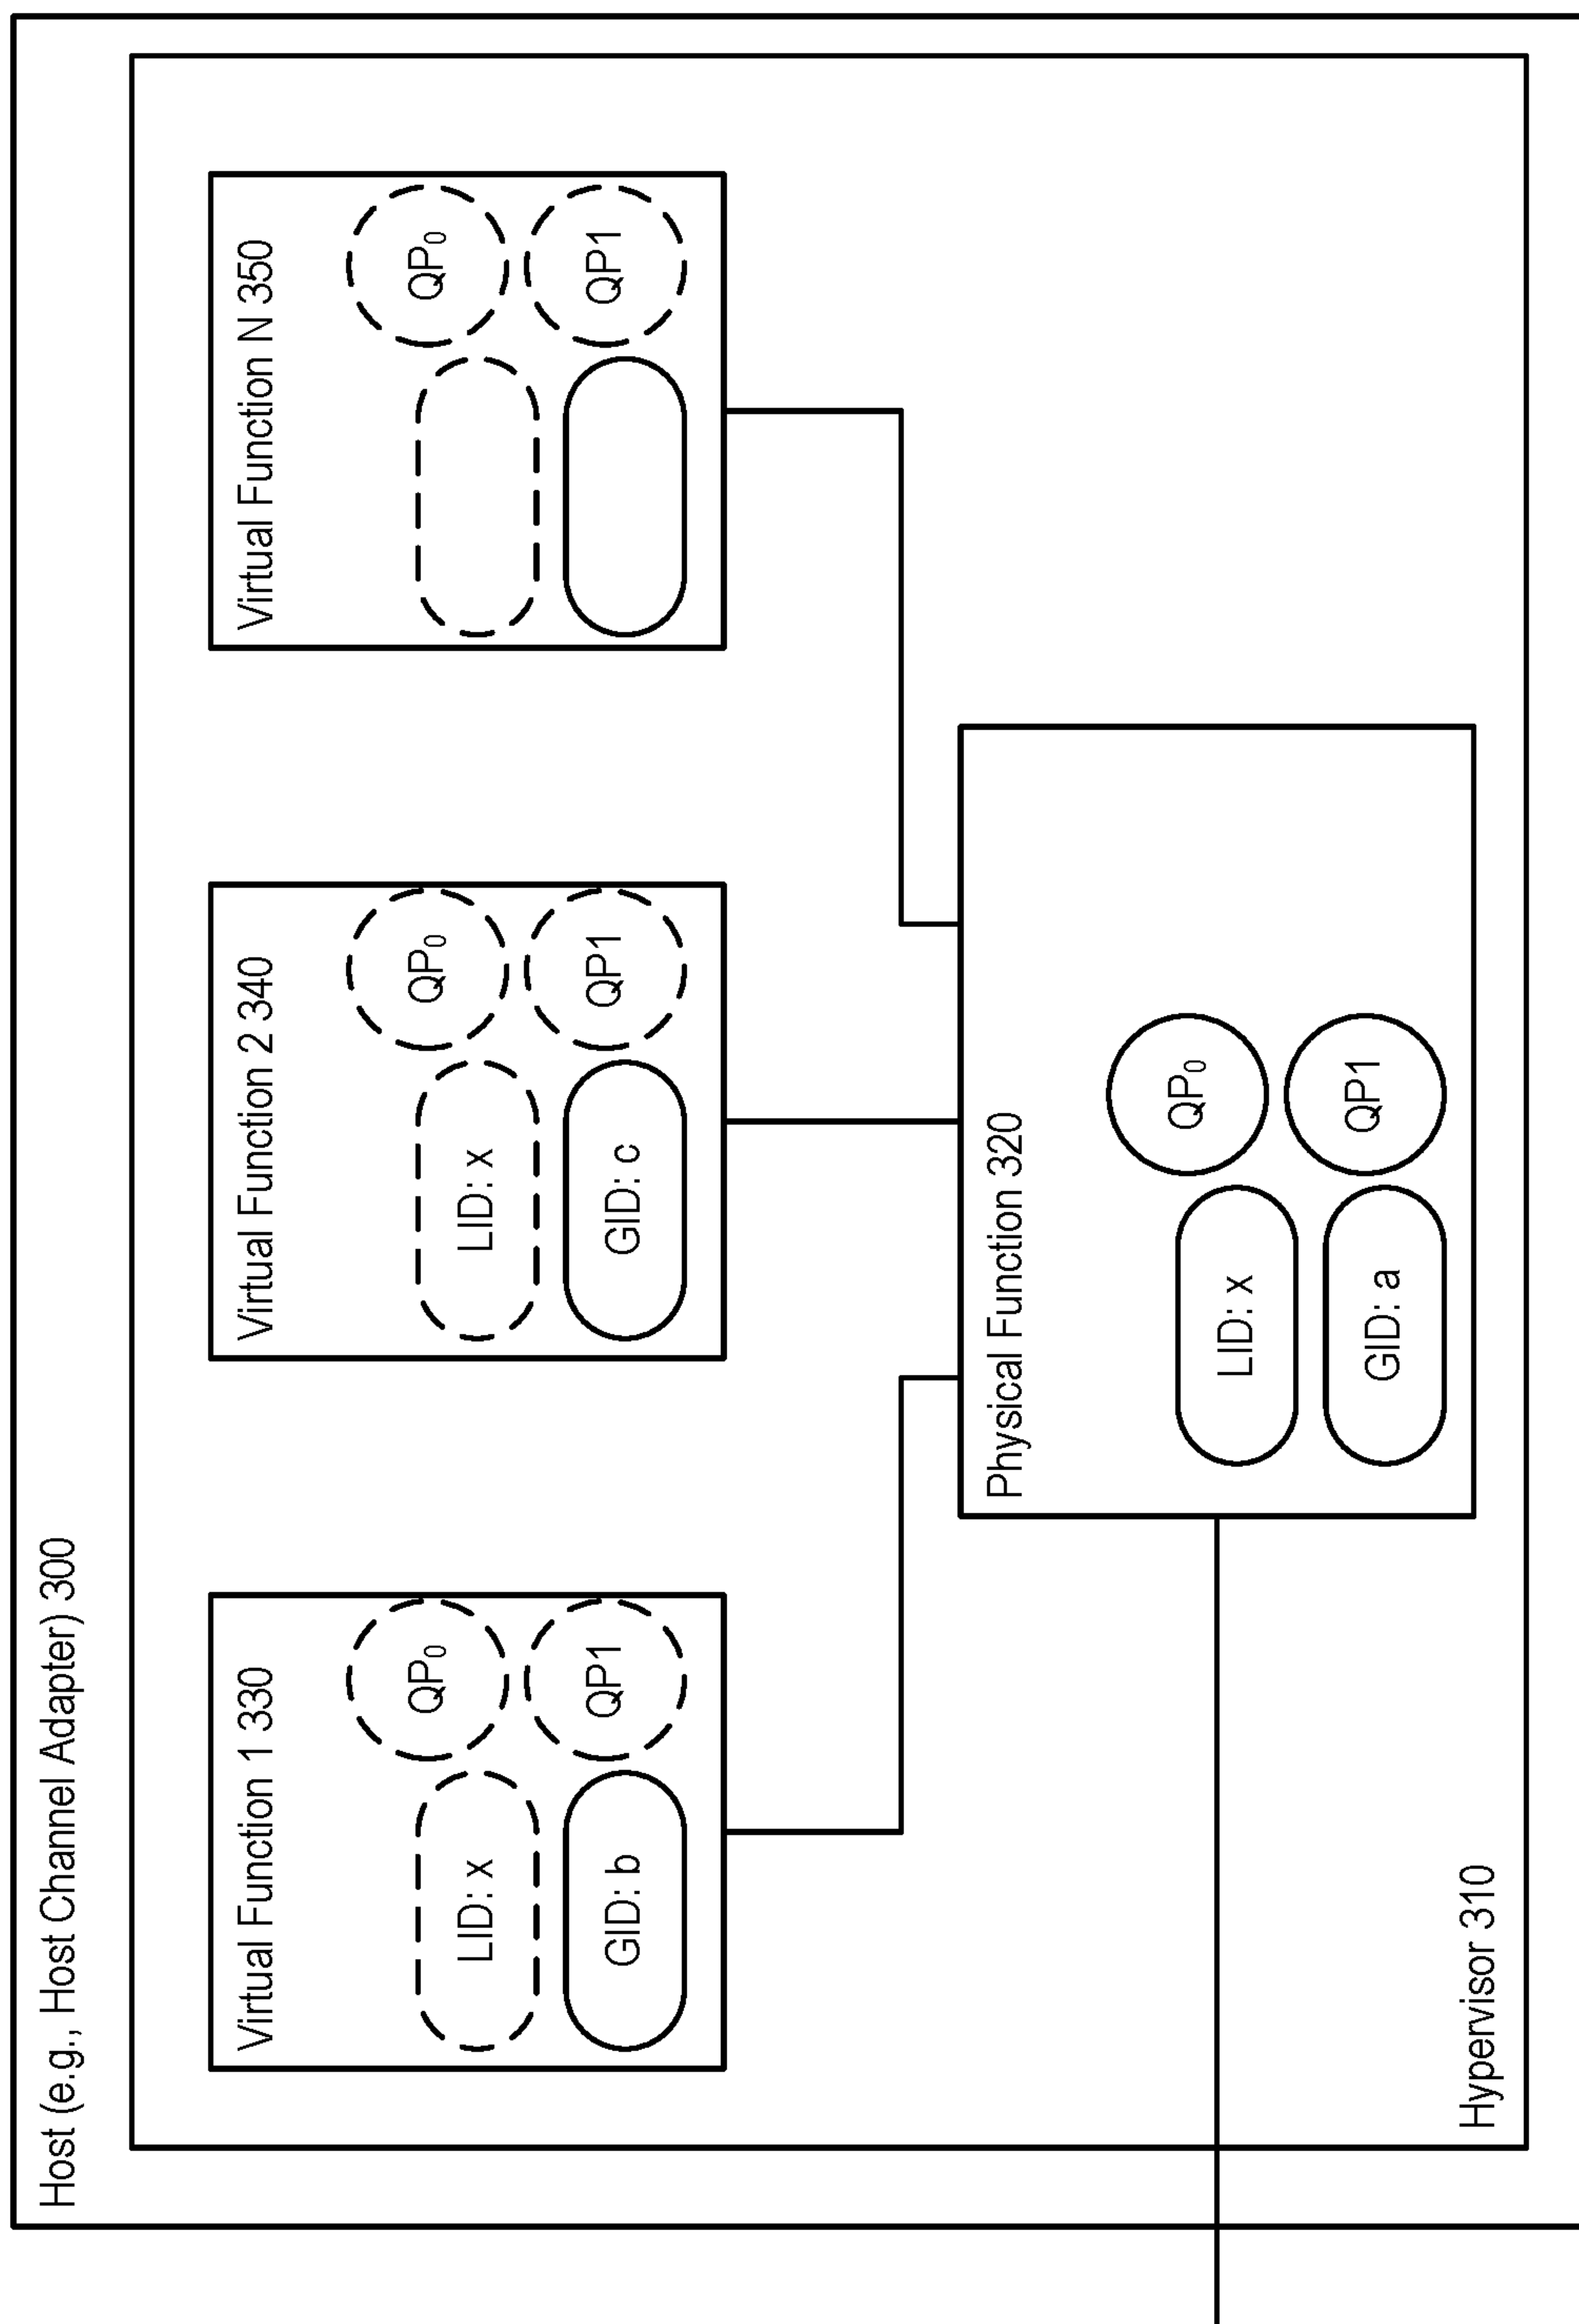 Host (e.g., Host Channel Adapter) 300
Virtual Function 1 330
LID: x
QP₀
GID: b
QP1
Virtual Function 2 340
LID: x
QP₀
GID: c
QP1
Virtual Function N 350
QP₀
QP1
Physical Function 320
LID: x
QP₀
GID: a
QP1
Hypervisor 310